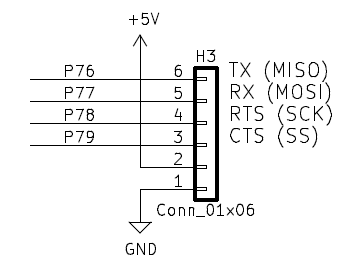 +5V
H3
P76 6 TX (MISO)
P77 5 RX (MOSI)
P78 4 RTS (SCK)
P79 3 CTS (SS)
2
1
Conn_01x06
GND